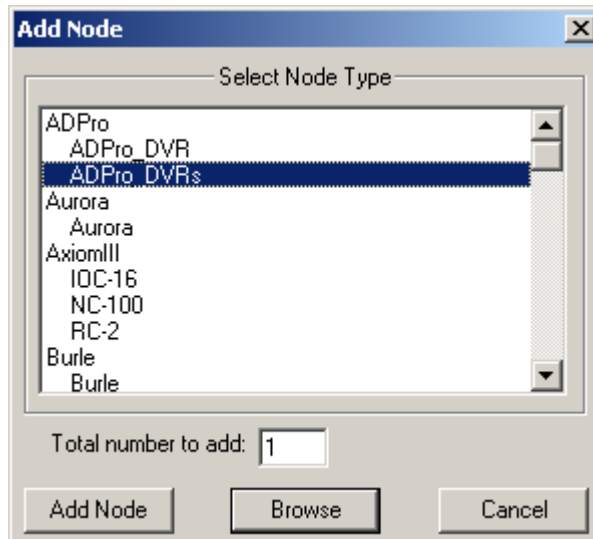 Add Node
Select Node Type
ADPro
ADPro_DVR
ADPro_DVRs
Aurora
Aurora
AxiomIII
IOC-16
NC-100
RC-2
Burle
Burle
Total number to add: 1
Add Node Browse Cancel